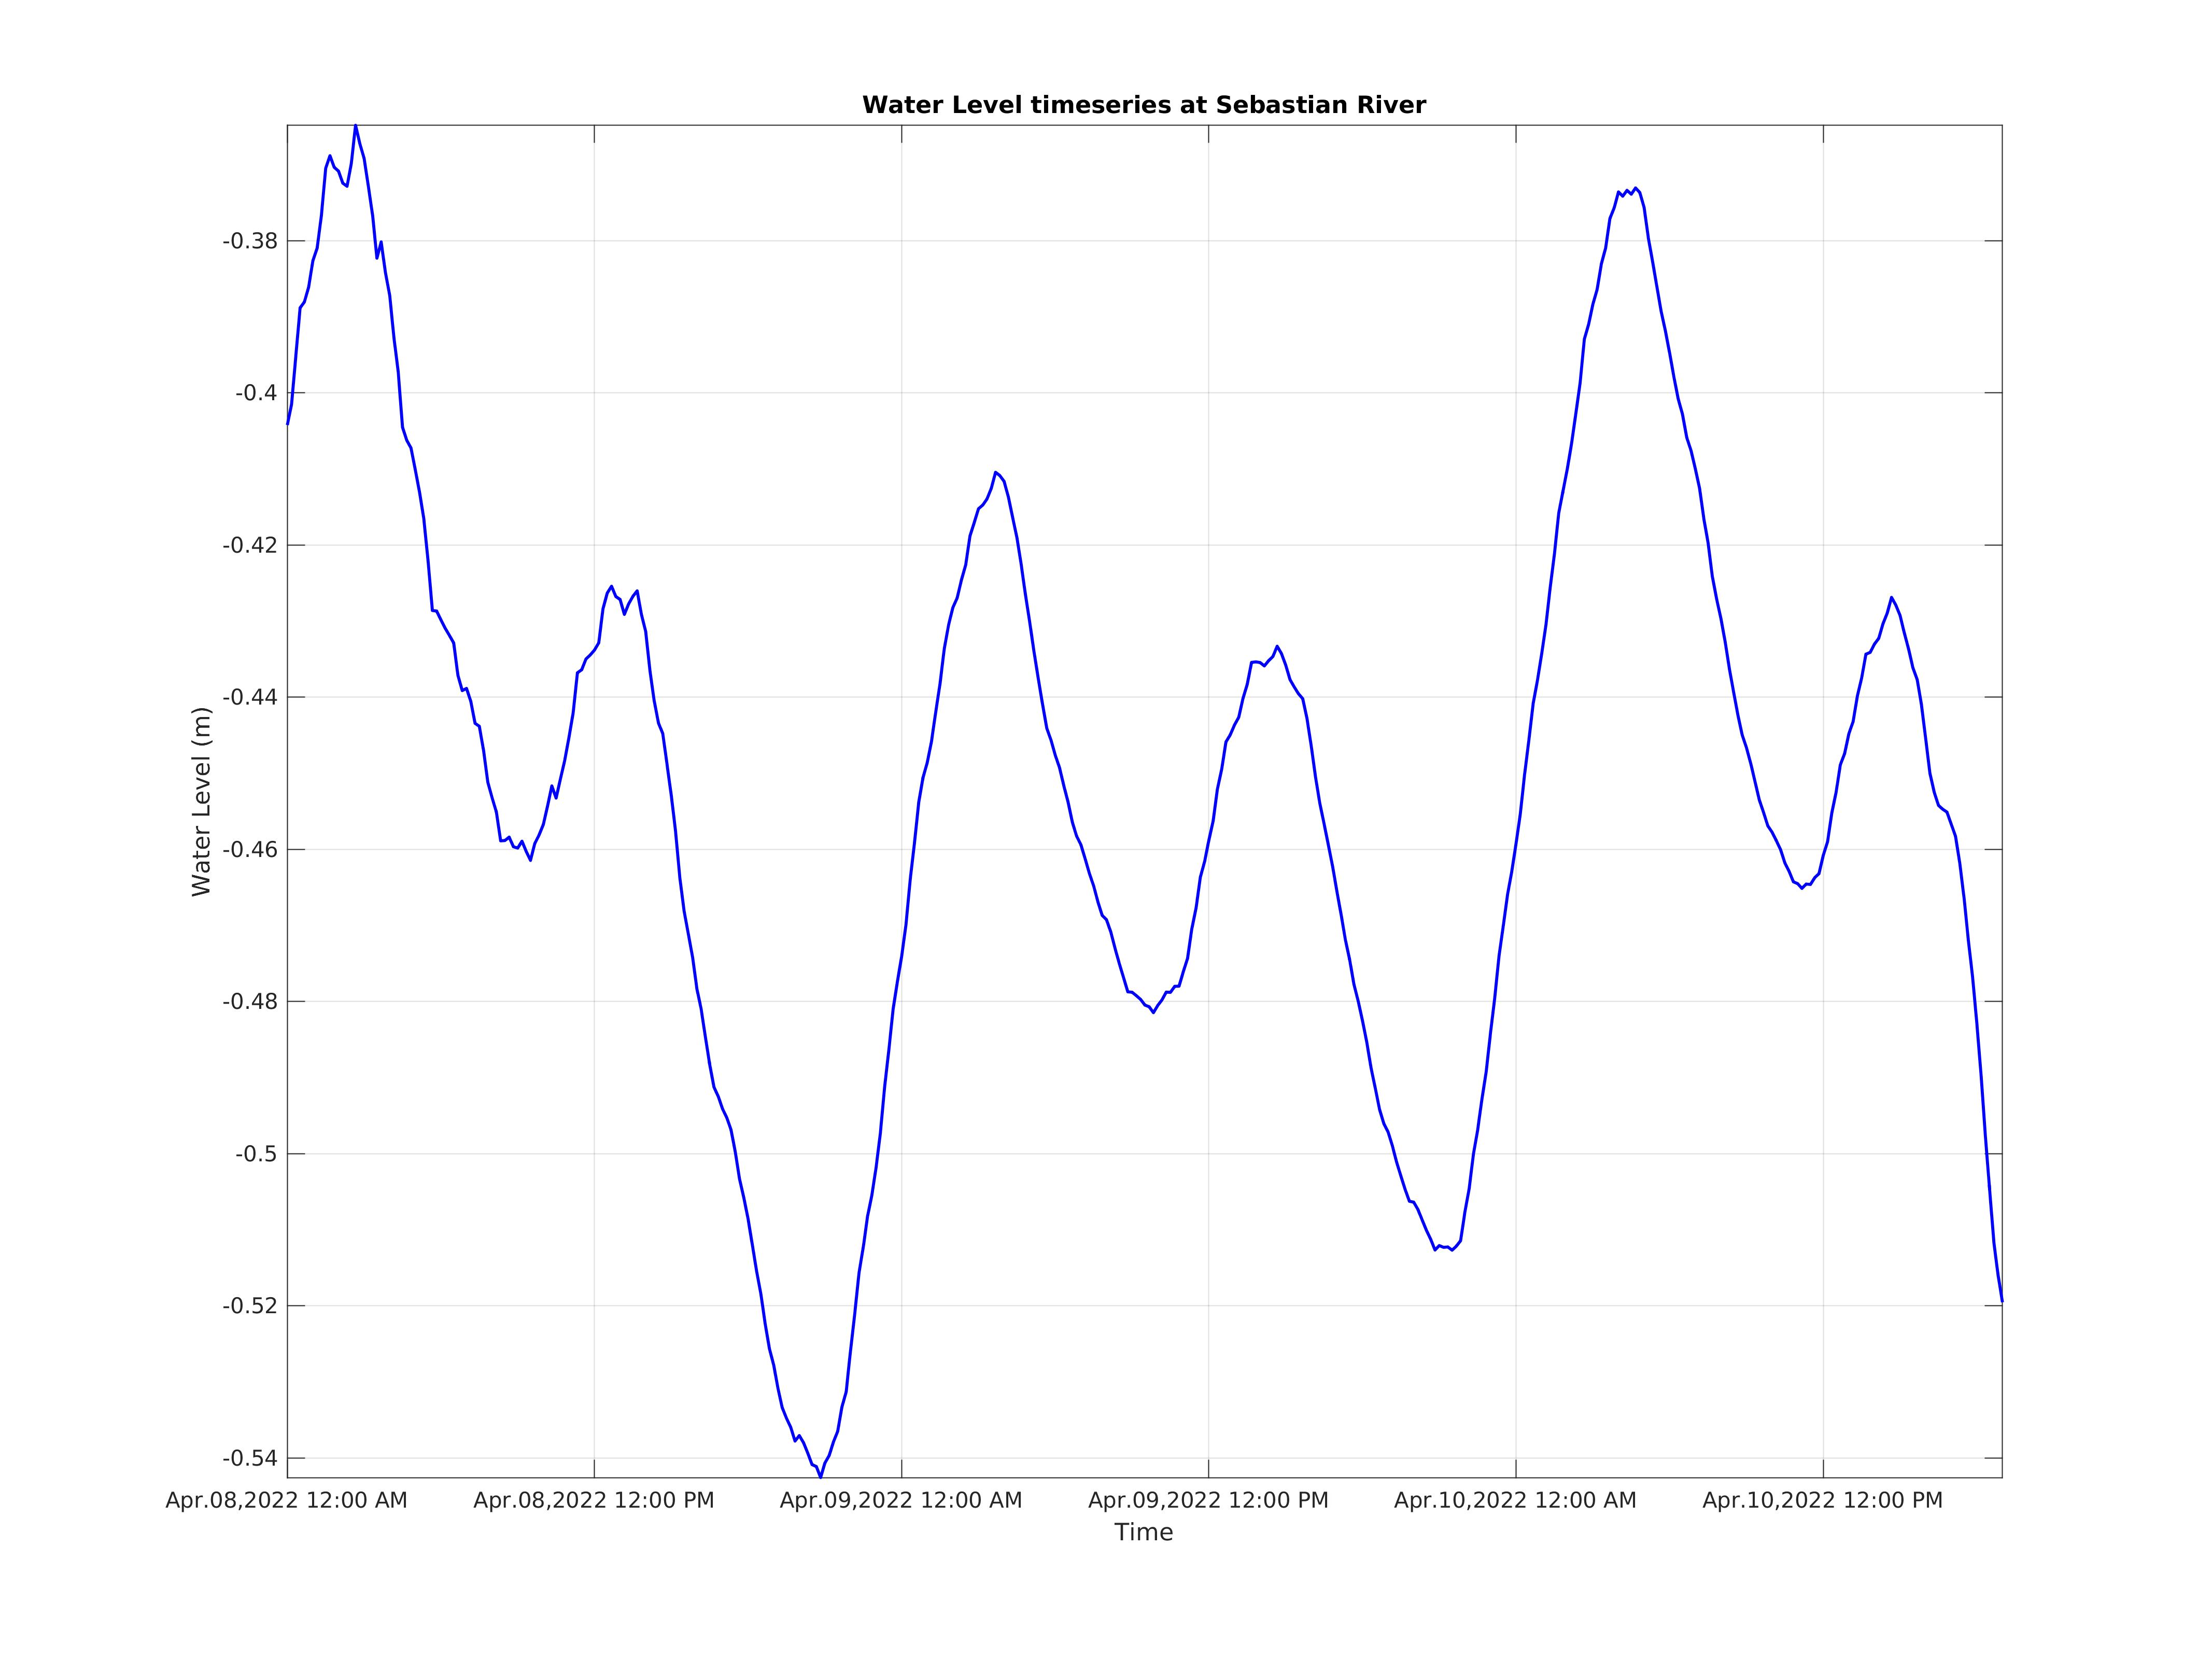 Water Level timeseries at Sebastian River
-0.38
-0.4
-0.42
-0.44
-0.46
-0.48
-0.5
-0.52
-0.54
Water Level (m)
Apr.08,2022 12:00 AM
Apr.08,2022 12:00 PM
Apr.09,2022 12:00 AM
Apr.09,2022 12:00 PM
Apr.10,2022 12:00 AM
Apr.10,2022 12:00 PM
Time